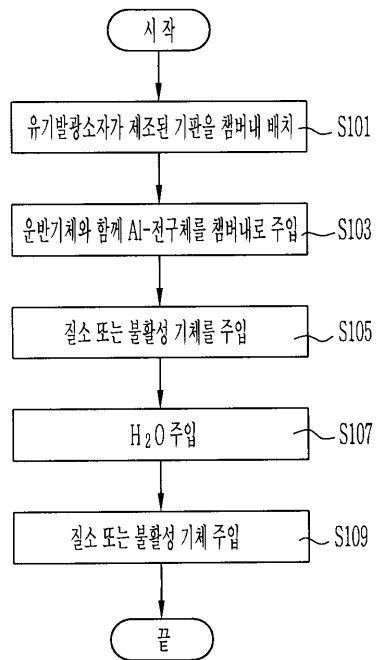 시작
유기발광소자가 제조된 기판을 챔버내 배치 S101
운반기체와 함께 Al-전구체를 챔버내로 주입 S103
질소 또는 불활성 기체를 주입 S105
H₂O 주입 S107
질소 또는 불활성 기체 주입 S109
끝